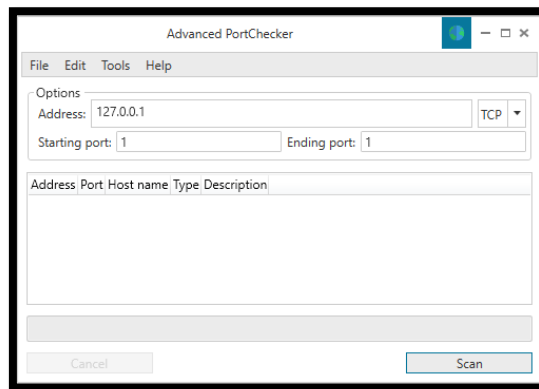 Advanced PortChecker
File Edit Tools Help
Options
Address: 127.0.0.1 TCP
Starting port: 1 Ending port: 1
Address Port Host name Type Description
Cancel Scan